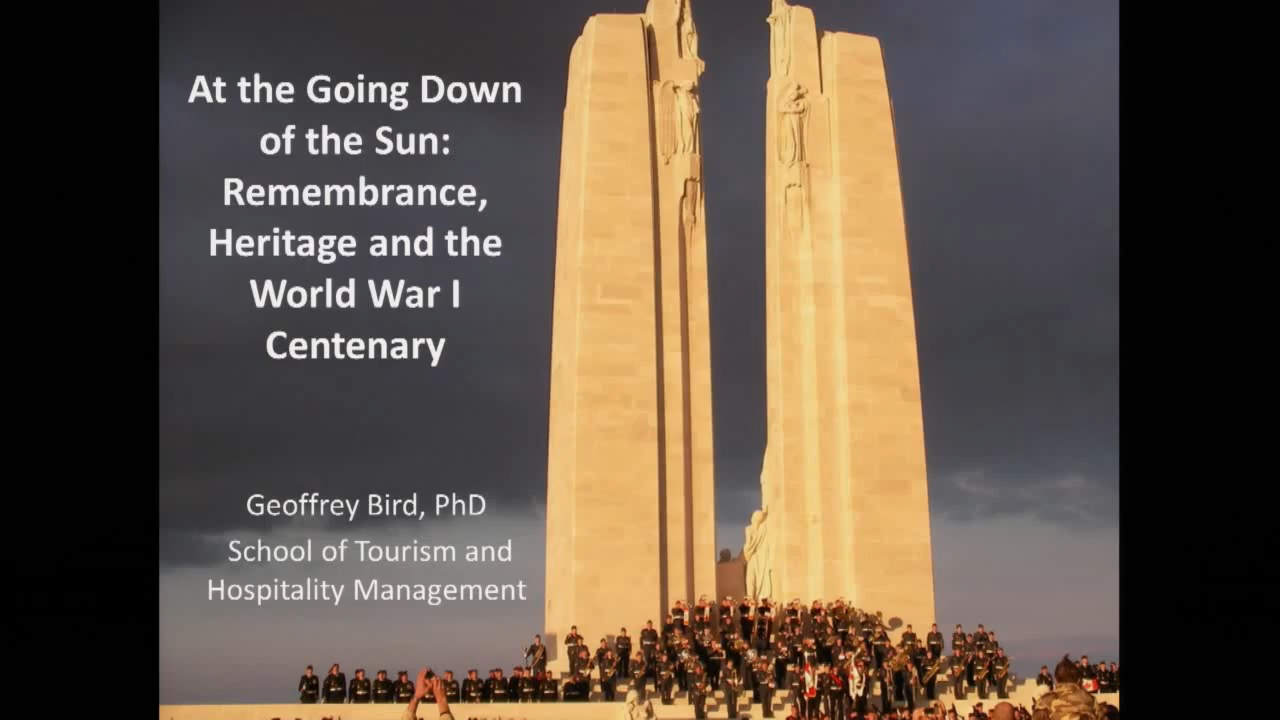 At the Going Down
of the Sun:
Remembrance,
Heritage and the
World War I
Centenary
Geoffrey Bird, PhD
School of Tourism and
Hospitality Management